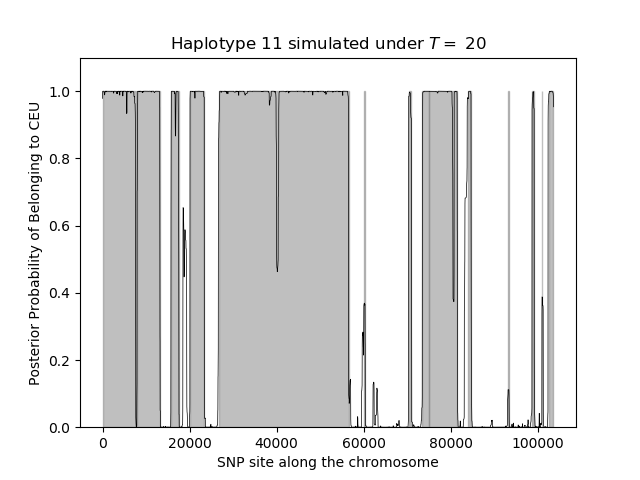 Haplotype 11 simulated under T = 20
Posterior Probability of Belonging to CEU
1.0
0.8
0.6
0.4
0.2
0.0
0 20000 40000 60000 80000 100000
SNP site along the chromosome